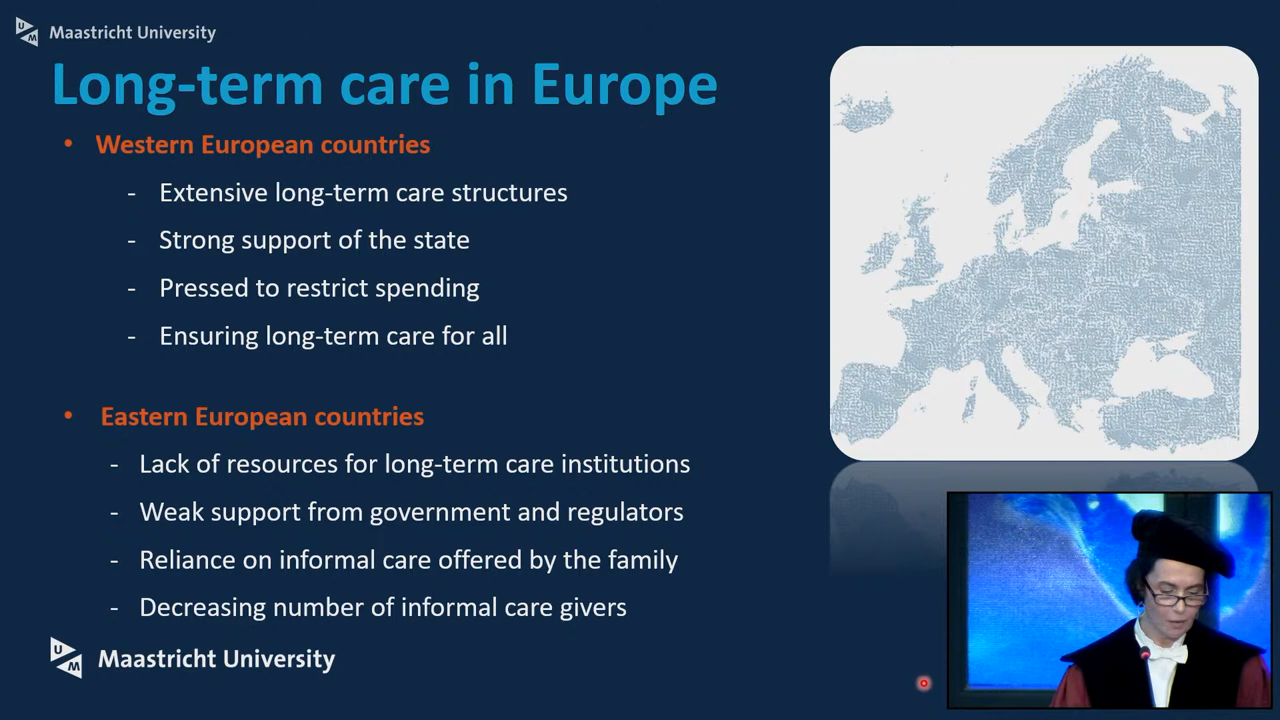 UM Maastricht University
Long-term care in Europe
• Western European countries
- Extensive long-term care structures
- Strong support of the state
- Pressed to restrict spending
- Ensuring long-term care for all
• Eastern European countries
- Lack of resources for long-term care institutions
- Weak support from government and regulators
- Reliance on informal care offered by the family
- Decreasing number of informal care givers
UM Maastricht University